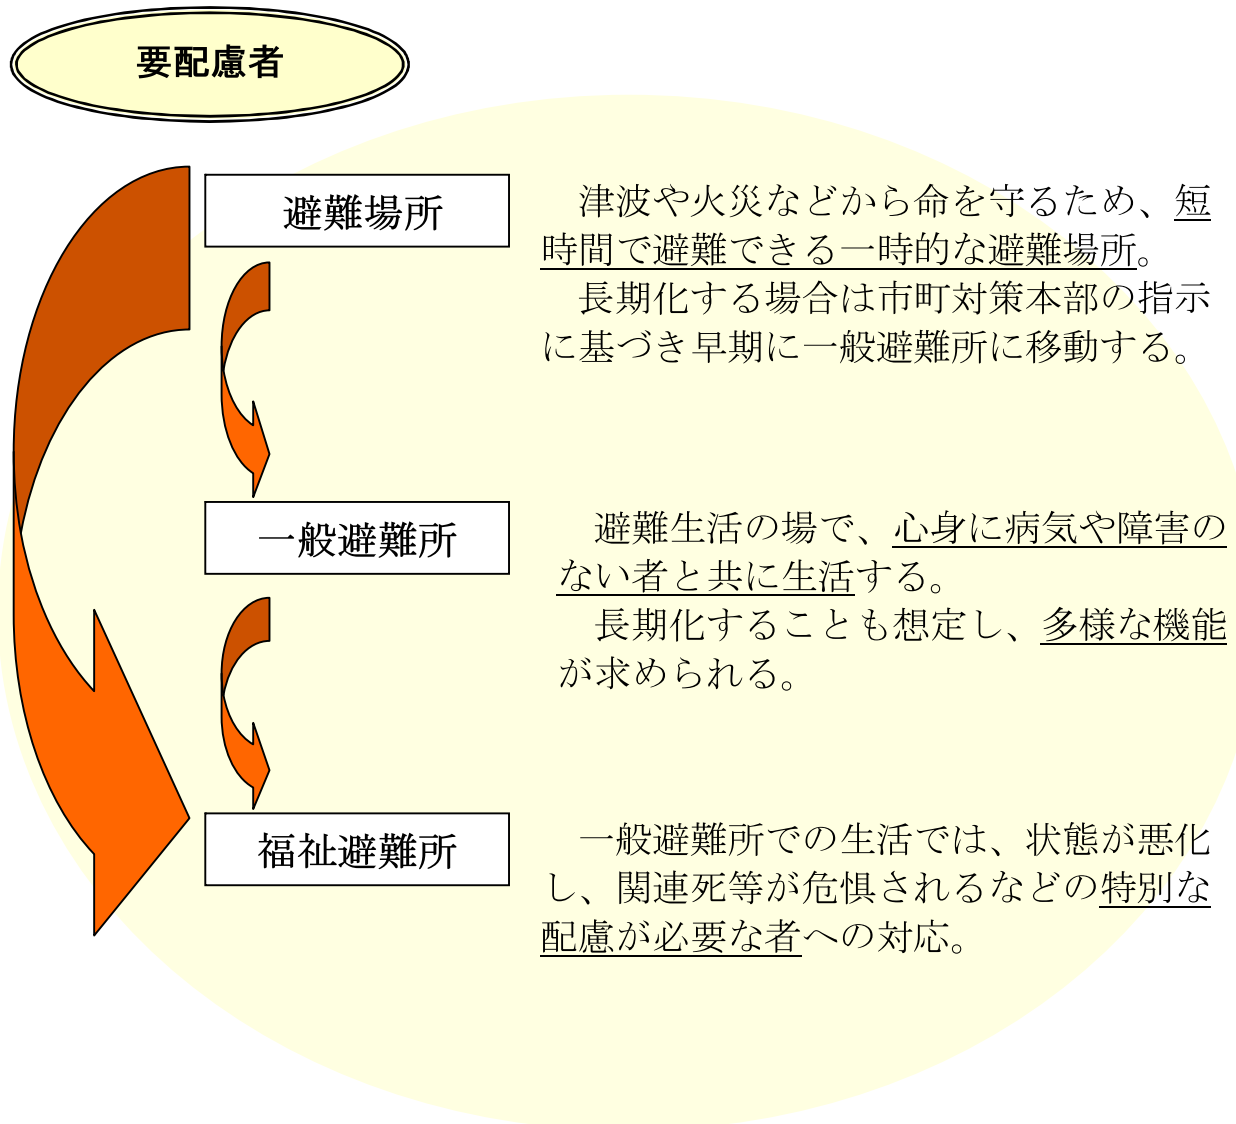 要配慮者
避難場所
津波や火災などから命を守るため、短
時間で避難できる一時的な避難場所。
長期化する場合は市町対策本部の指示
に基づき早期に一般避難所に移動する。
一般避難所
避難生活の場で、心身に病気や障害の
ない者と共に生活する。
長期化することも想定し、多様な機能
が求められる。
福祉避難所
一般避難所での生活では、状態が悪化
し、関連死等が危惧されるなどの特別な
配慮が必要な者への対応。